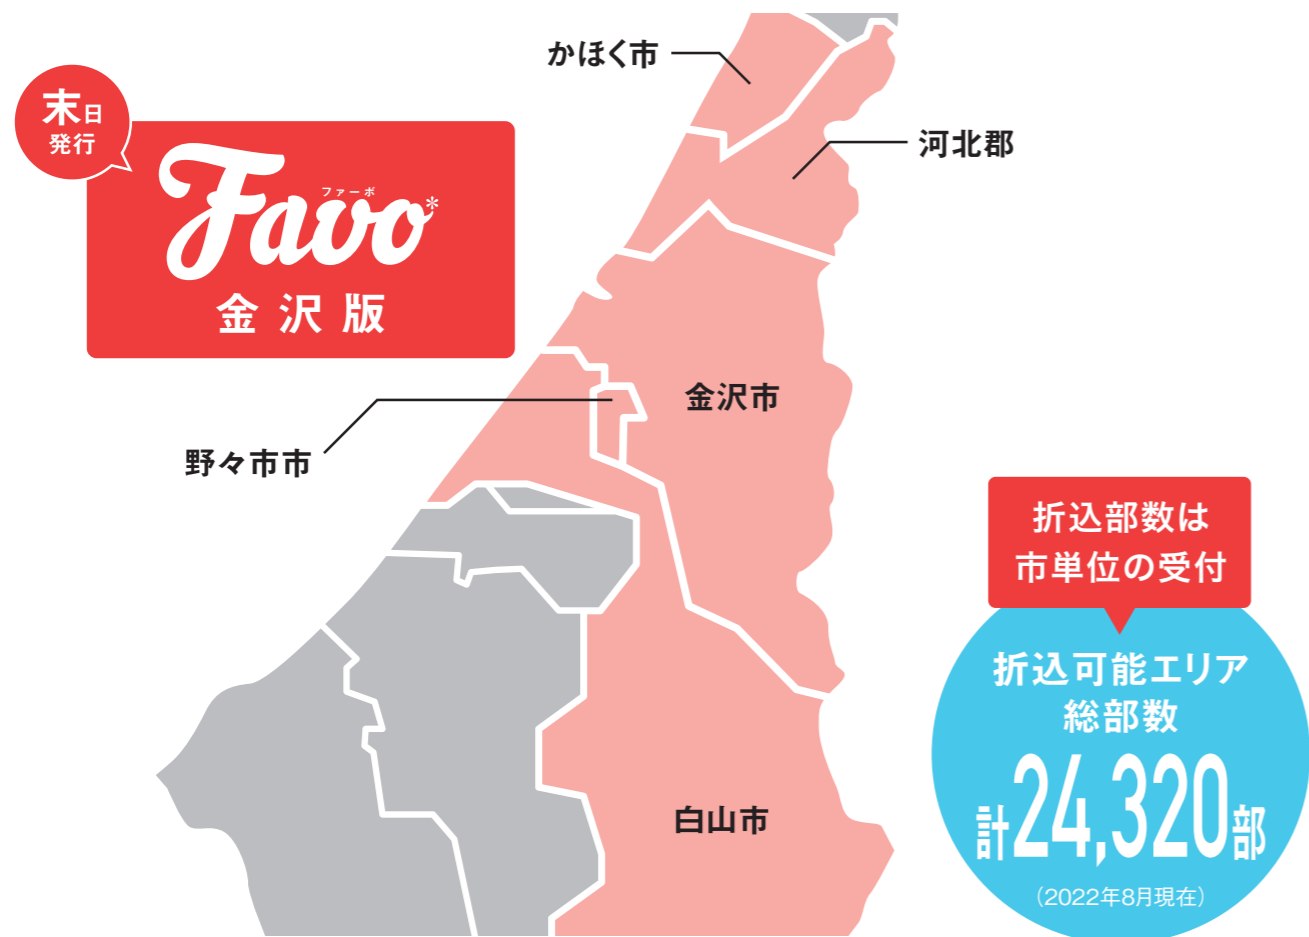 末日
発行
ファーボ
Favo*
金沢版
かほく市
河北郡
金沢市
野々市市
白山市
折込部数は
市単位の受付
折込可能エリア
総部数
計24,320部
（2022年8月現在）